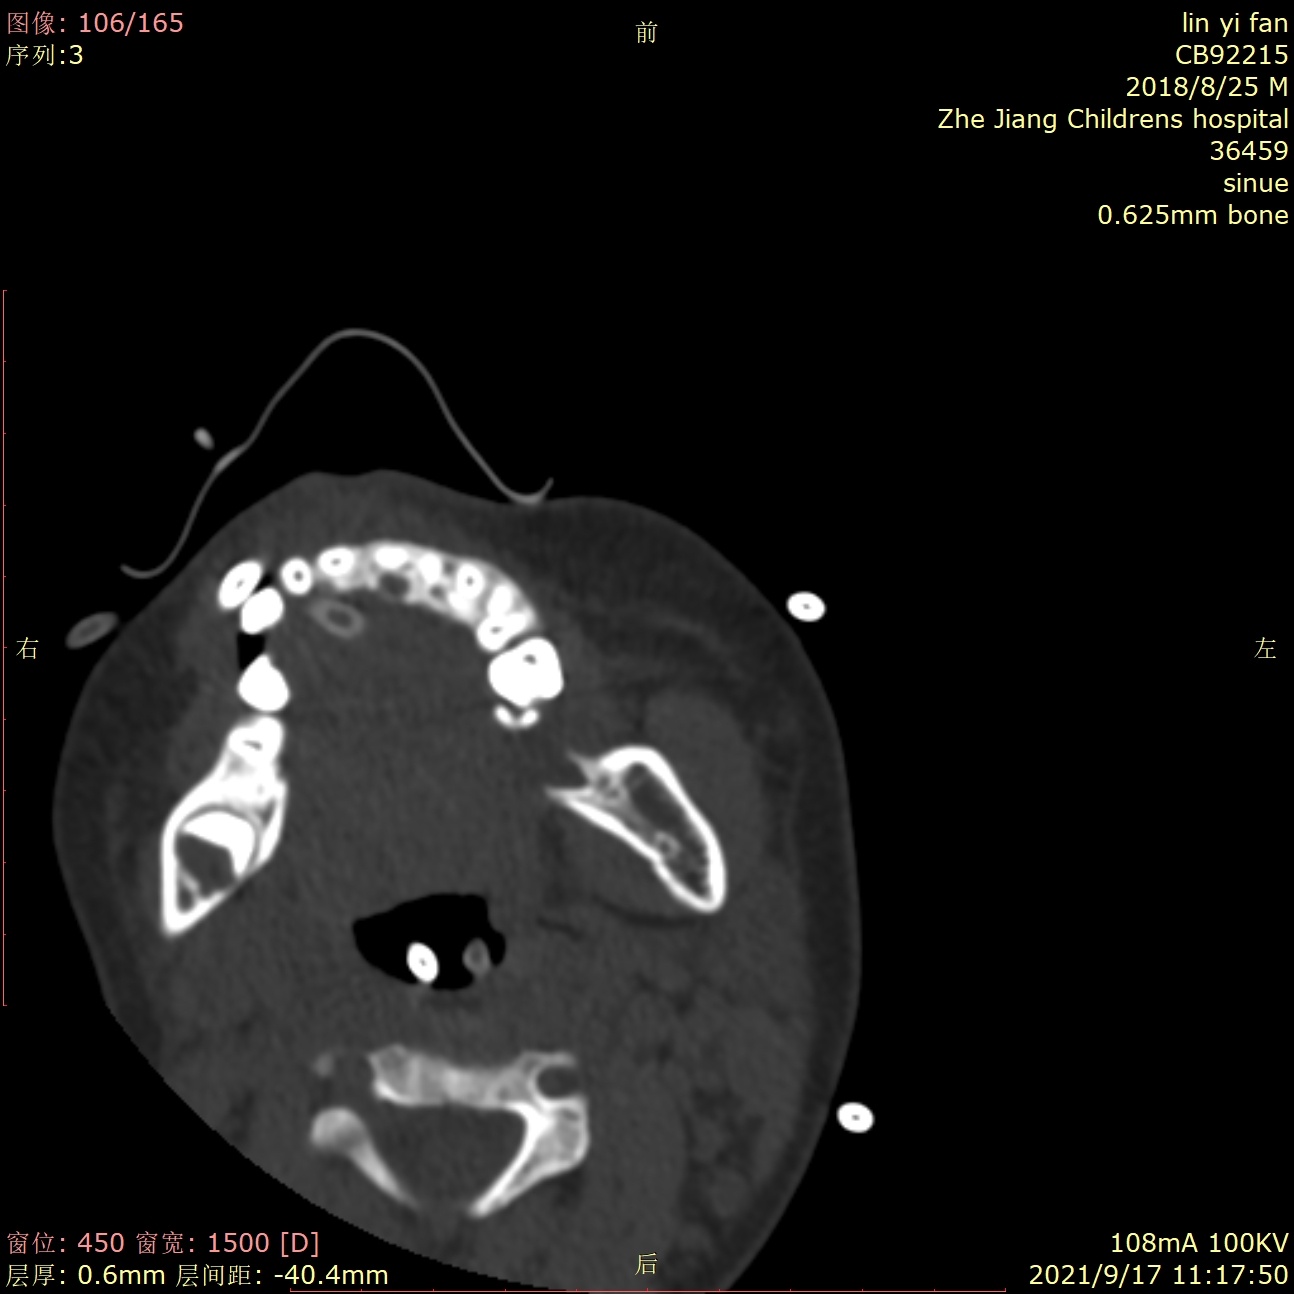 图像: 106/165
序列:3
前
lin yi fan
CB92215
2018/8/25 M
Zhe Jiang Childrens hospital
36459
sinue
0.625mm bone
右
左
窗位: 450 窗宽: 1500 [D]
层厚: 0.6mm 层间距: -40.4mm
后
108mA 100KV
2021/9/17 11:17:50